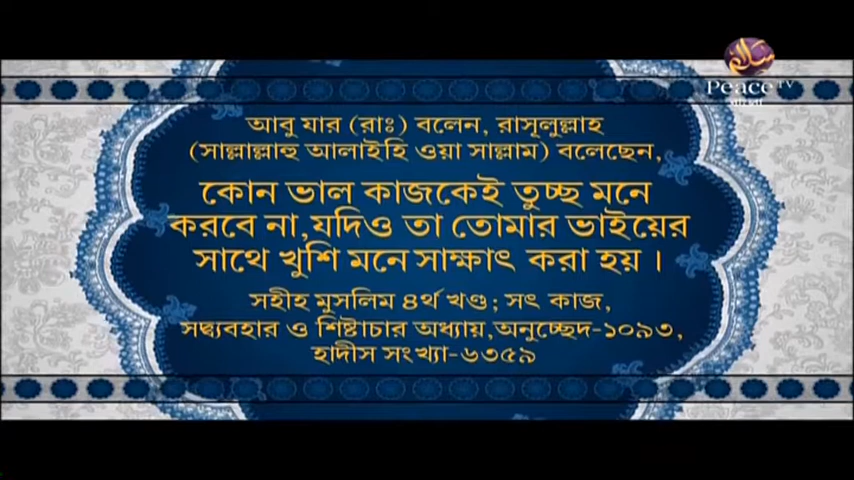 سلام
Peace TV
বাংলা
আবু যার (রাঃ) বলেন, রাসূলুল্লাহ
(সাল্লাল্লাহু আলাইহি ওয়া সাল্লাম) বলেছেন,
কোন ভাল কাজকেই তুচ্ছ মনে
করবে না,যদিও তা তোমার ভাইয়ের
সাথে খুশি মনে সাক্ষাৎ করা হয়।
সহীহ মুসলিম ৪র্থ খণ্ড; সৎ কাজ,
সদ্ব্যবহার ও শিষ্টাচার অধ্যায়,অনুচ্ছেদ-১০৯৩,
হাদীস সংখ্যা-৬৩৫৯